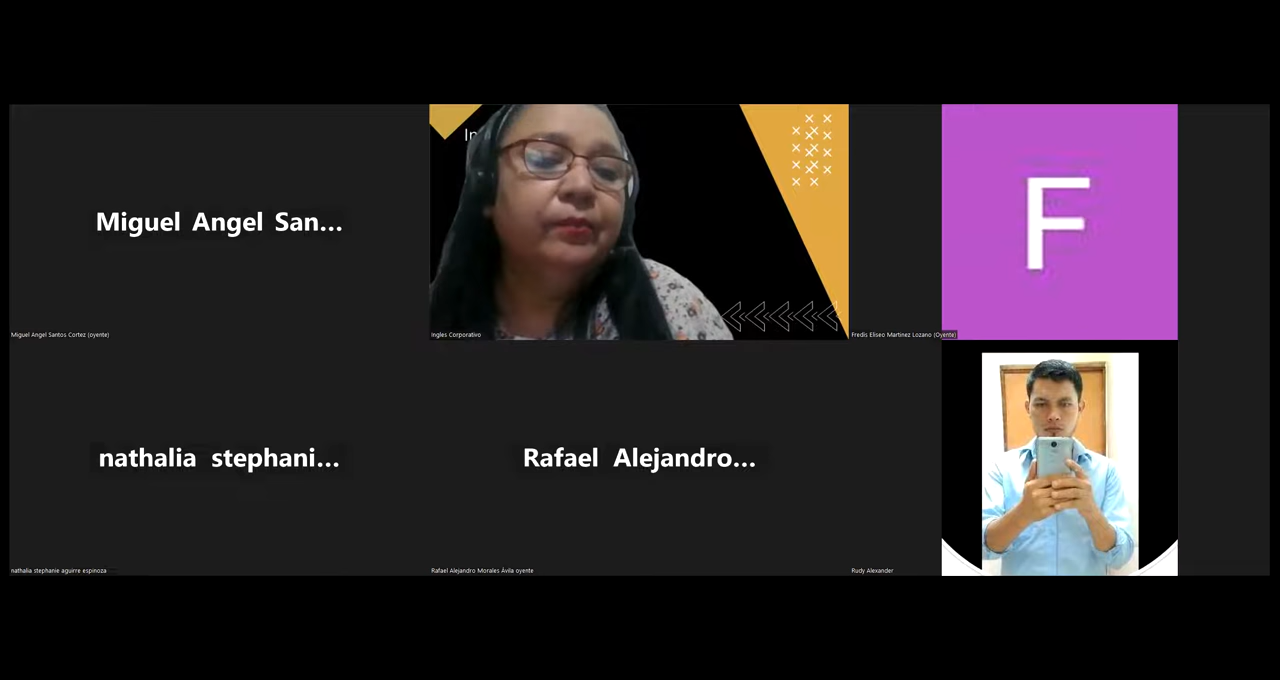 Miguel Angel San...
Miguel Angel Santos Cortez (oyente)
In
Ingles Corporativo
F
Fredis Eliseo Martinez Lozano (Oyente)
nathalia stephani...
nathalia stephanie aguirre espinoza
Rafael Alejandro...
Rafael Alejandro Morales Ávila oyente
Rudy Alexander